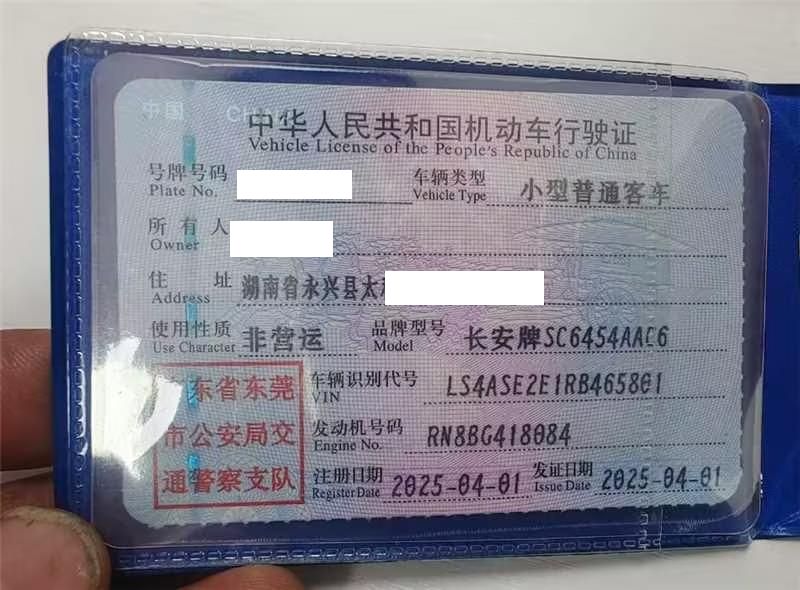 中国 CH
中华人民共和国机动车行驶证
Vehicle License of the People's Republic of China
号牌号码 车辆类型 小型普通客车
Plate No. Vehicle Type
所有人
Owner
住址 湖南省永兴县太
Address
使用性质 非营运 品牌型号 长安牌SC6454AAC6
Use Character Model
东省东莞
市公安局交
通警察支队
车辆识别代号 LS4ASE2E1RB465801
VIN
发动机号码 RN8BG418084
Engine No.
注册日期 2025-04-01 发证日期 2025-04-01
Register Date Issue Date